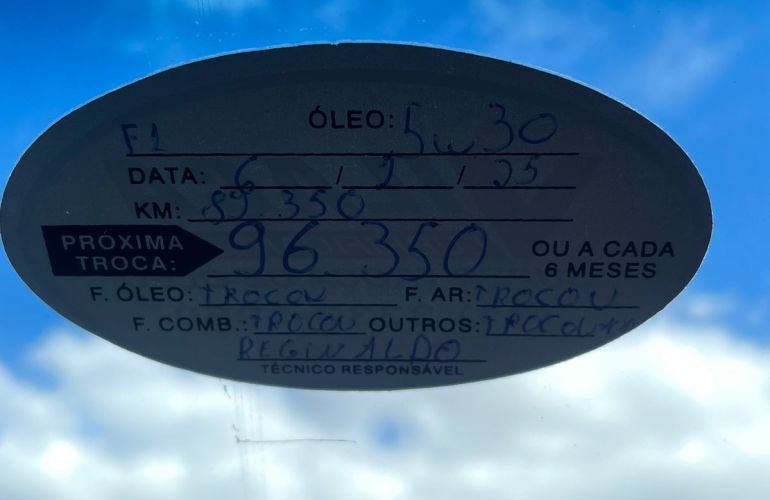 F1 ÓLEO: 5w30
DATA: 6 / 2 / 25
KM: 89.350
PRÓXIMA TROCA: 96.350 OU A CADA 6 MESES
F. ÓLEO: TROCOU F. AR: TROCOU
F. COMB.: TROCOU OUTROS: TROCOU
REGINALDO
TÉCNICO RESPONSÁVEL